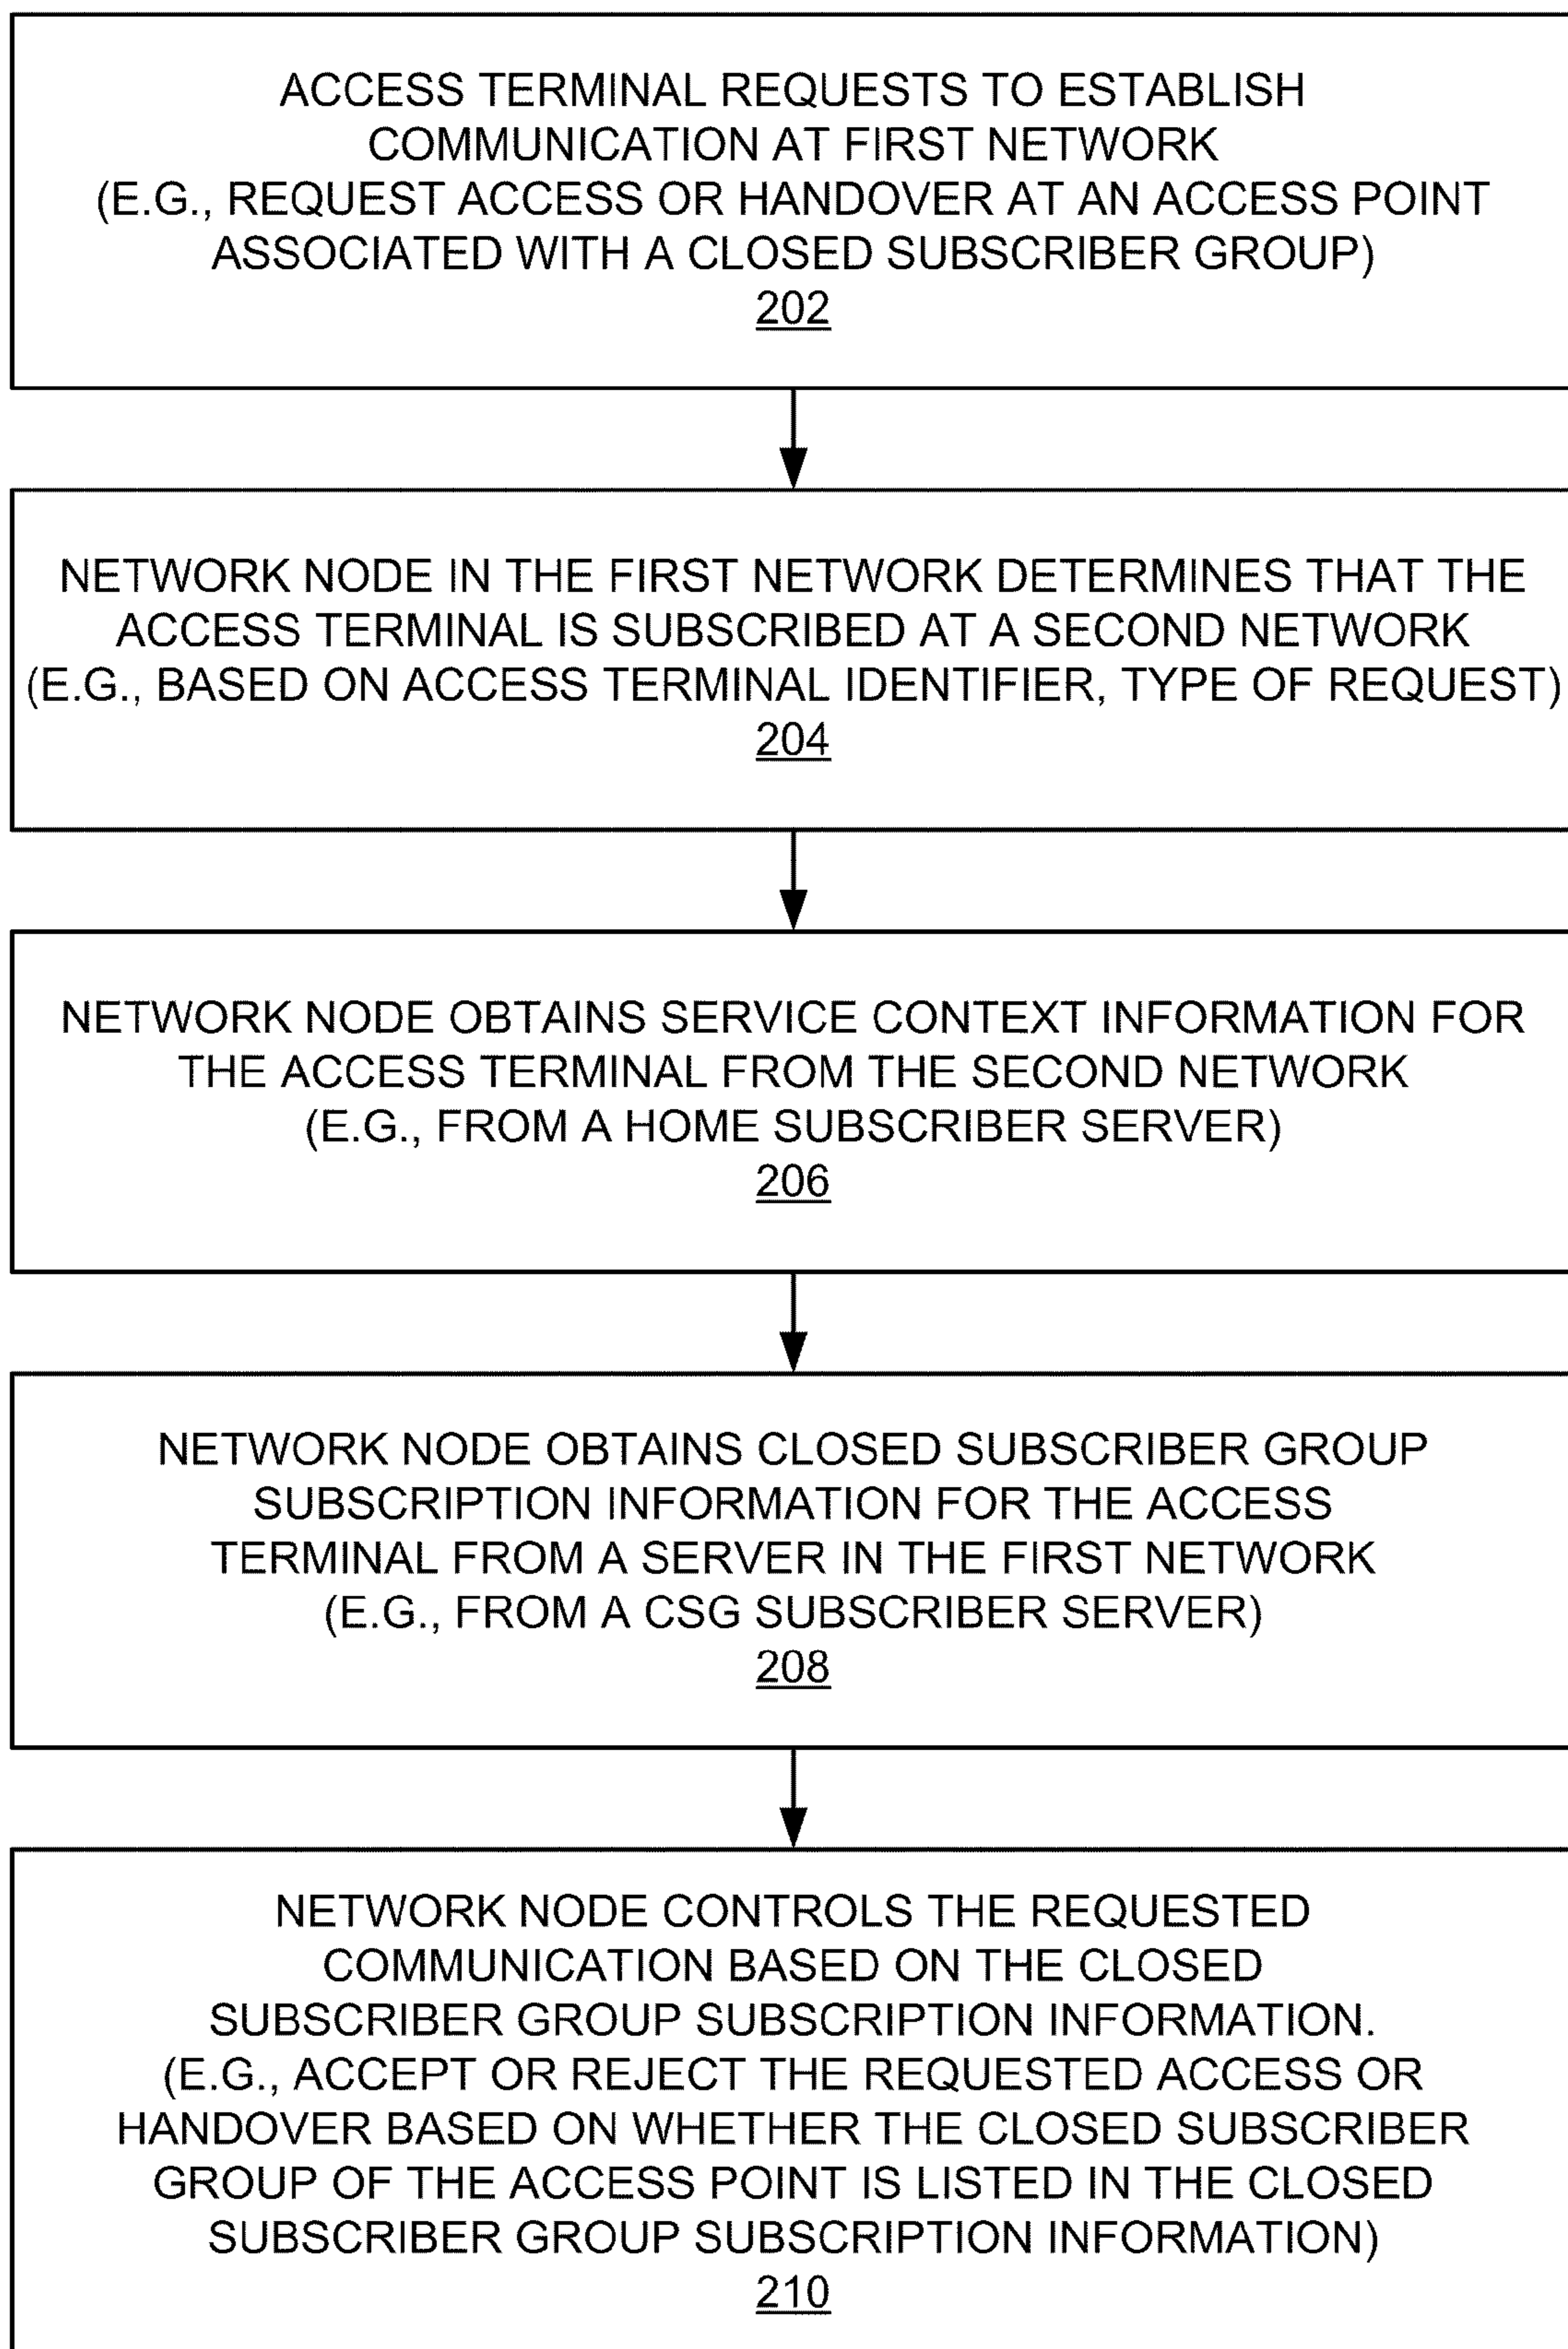 ACCESS TERMINAL REQUESTS TO ESTABLISH
COMMUNICATION AT FIRST NETWORK
(E.G., REQUEST ACCESS OR HANDOVER AT AN ACCESS POINT
ASSOCIATED WITH A CLOSED SUBSCRIBER GROUP)
202
NETWORK NODE IN THE FIRST NETWORK DETERMINES THAT THE
ACCESS TERMINAL IS SUBSCRIBED AT A SECOND NETWORK
(E.G., BASED ON ACCESS TERMINAL IDENTIFIER, TYPE OF REQUEST)
204
NETWORK NODE OBTAINS SERVICE CONTEXT INFORMATION FOR
THE ACCESS TERMINAL FROM THE SECOND NETWORK
(E.G., FROM A HOME SUBSCRIBER SERVER)
206
NETWORK NODE OBTAINS CLOSED SUBSCRIBER GROUP
SUBSCRIPTION INFORMATION FOR THE ACCESS
TERMINAL FROM A SERVER IN THE FIRST NETWORK
(E.G., FROM A CSG SUBSCRIBER SERVER)
208
NETWORK NODE CONTROLS THE REQUESTED
COMMUNICATION BASED ON THE CLOSED
SUBSCRIBER GROUP SUBSCRIPTION INFORMATION.
(E.G., ACCEPT OR REJECT THE REQUESTED ACCESS OR
HANDOVER BASED ON WHETHER THE CLOSED SUBSCRIBER
GROUP OF THE ACCESS POINT IS LISTED IN THE CLOSED
SUBSCRIBER GROUP SUBSCRIPTION INFORMATION)
210